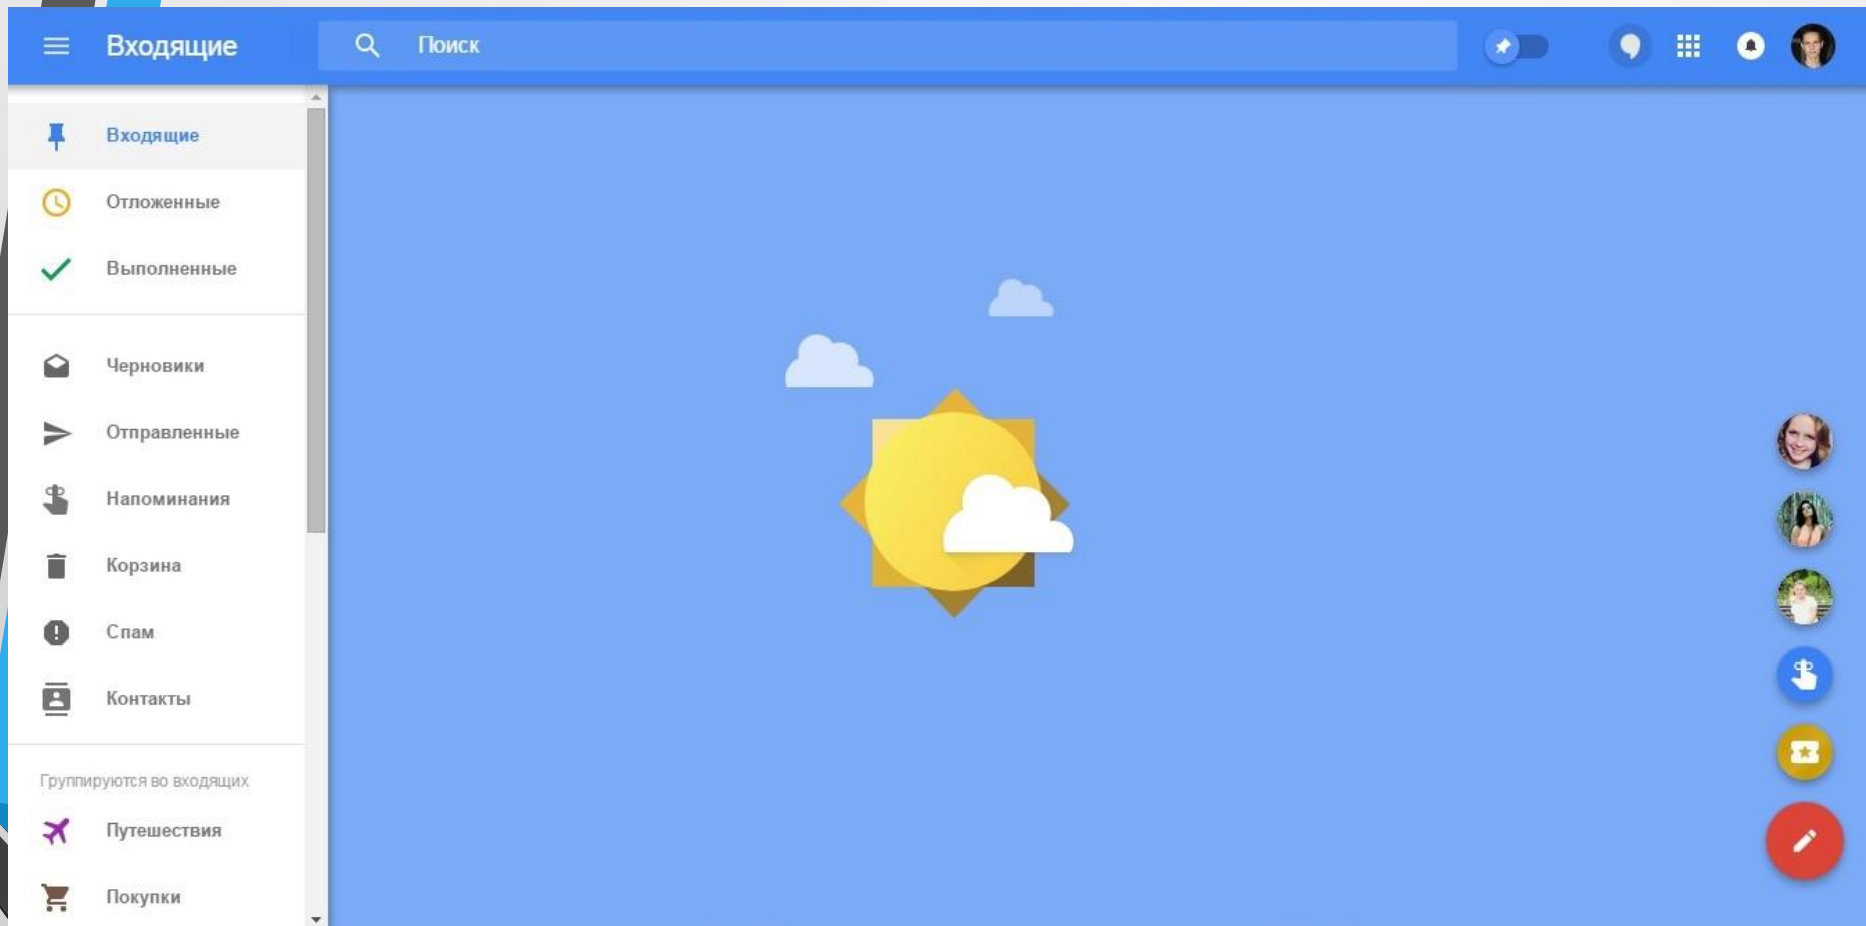 Входящие
Поиск
Входящие
Отложенные
Выполненные
Черновики
Отправленные
Напоминания
Корзина
Спам
Контакты
Группируются во входящих
Путешествия
Покупки